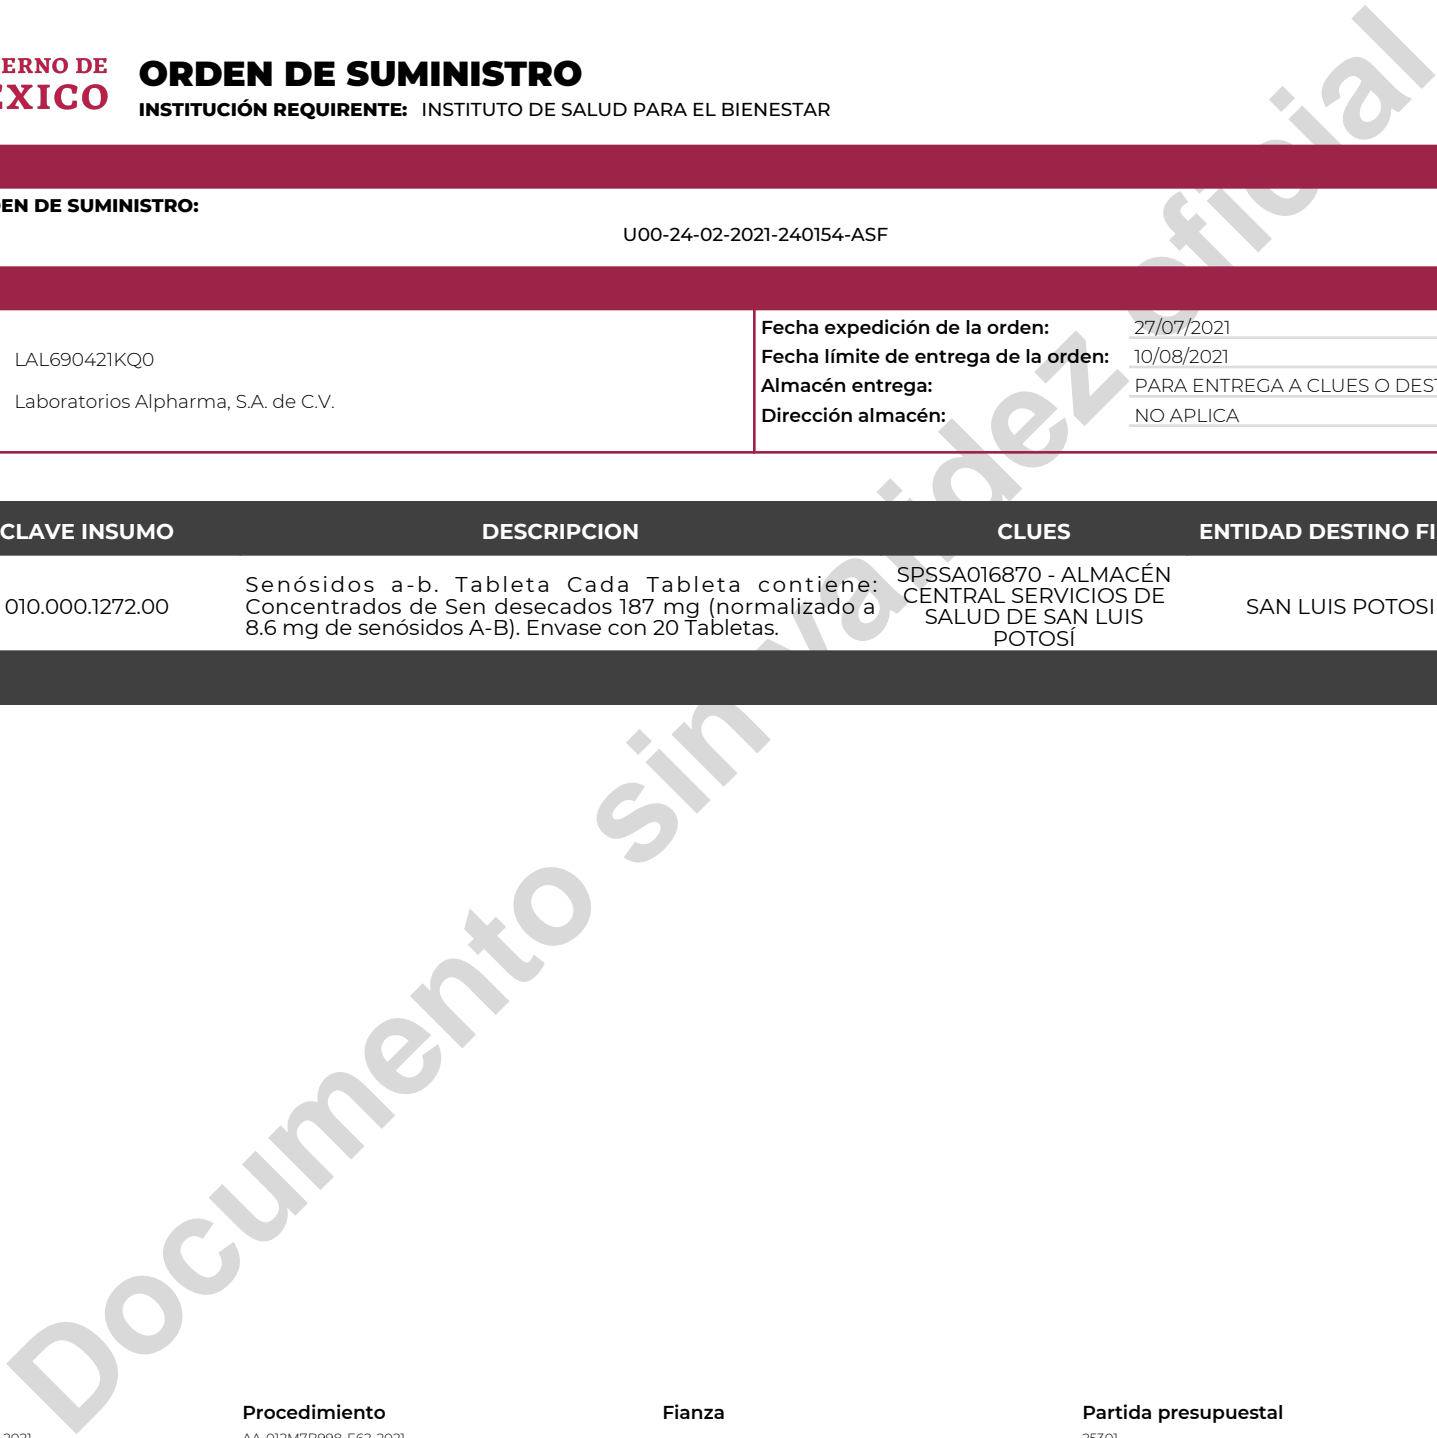 ERNO DE
ORDEN DE SUMINISTRO
EXICO
INSTITUCIÓN REQUIRENTE: INSTITUTO DE SALUD PARA EL BIENESTAR
EN DE SUMINISTRO:
U00-24-02-2021-240154-ASF
Fecha expedición de la orden: 27/07/2021
LAL690421KQ0
Fecha límite de entrega de la orden: 10/08/2021
Almacén entrega: PARA ENTREGA A CLUES O DEST
Laboratorios Alpharma, S.A. de C.V.
Dirección almacén: NO APLICA
CLAVE INSUMO DESCRIPCION CLUES ENTIDAD DESTINO FI
010.000.1272.00
Senósidos a-b. Tableta Cada Tableta contiene:
Concentrados de Sen desecados 187 mg (normalizado a
8.6 mg de senósidos A-B). Envase con 20 Tabletas.
SPSSA016870 - ALMACÉN
CENTRAL SERVICIOS DE
SALUD DE SAN LUIS
POTOSÍ
SAN LUIS POTOSI
Documento sin validez oficial
Procedimiento Fianza Partida presupuestal